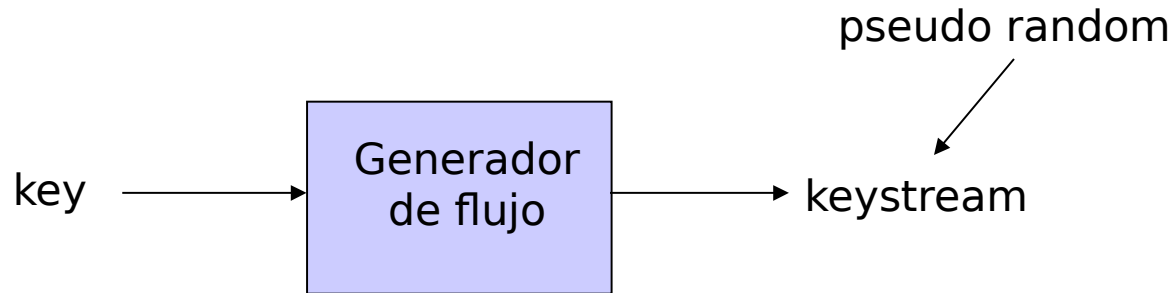 pseudo random
key
Generador
de flujo
keystream